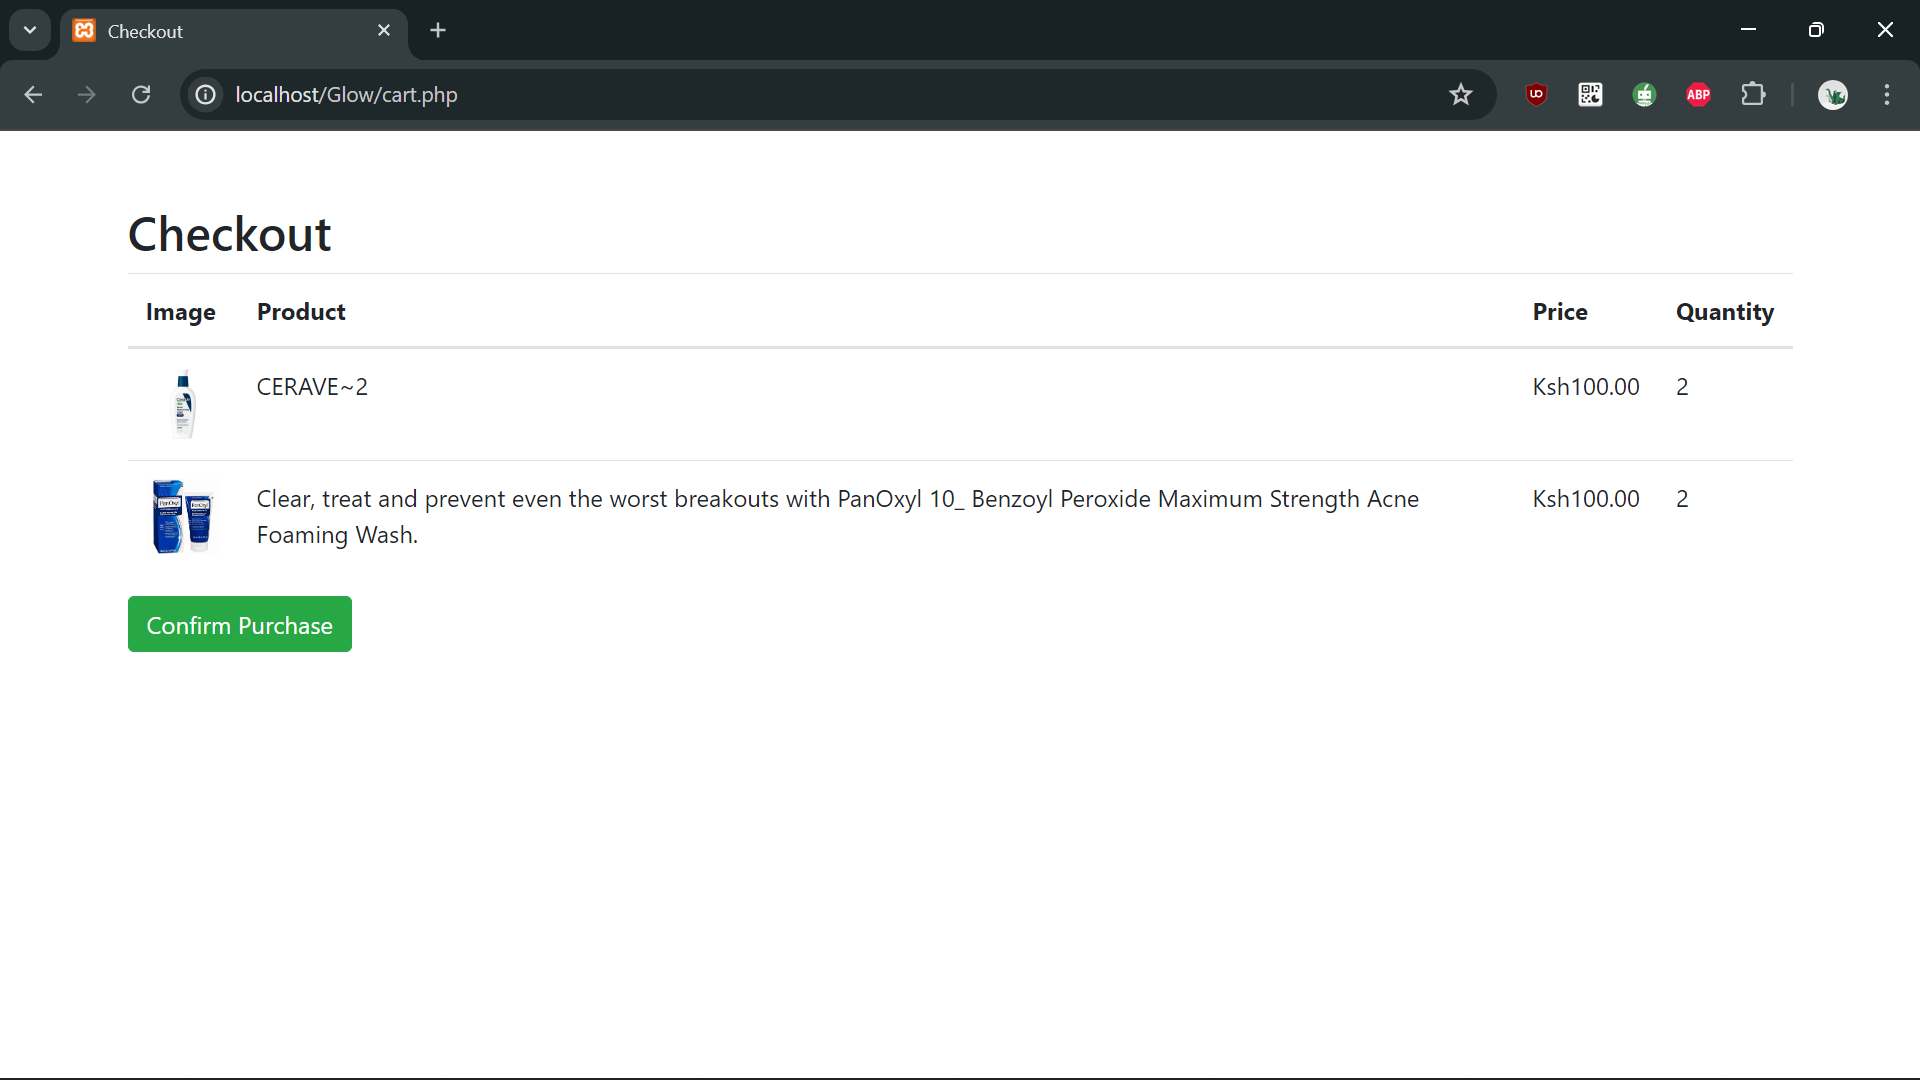 Checkout
localhost/Glow/cart.php
ABP
Checkout
Image Product Price Quantity
CERAVE~2 Ksh100.00 2
Clear, treat and prevent even the worst breakouts with PanOxyl 10_ Benzoyl Peroxide Maximum Strength Acne Ksh100.00 2
Foaming Wash.
PanOxyl PanOxyl
Confirm Purchase